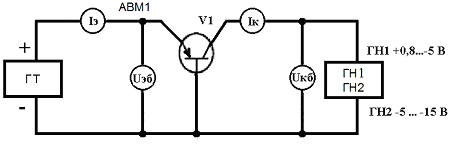 АВМ1
Iэ
V1
Iк
+
ГТ
-
Uэб
Uкб
ГН1 +0,8...-5 В
ГН1
ГН2
ГН2 -5 ... -15 В